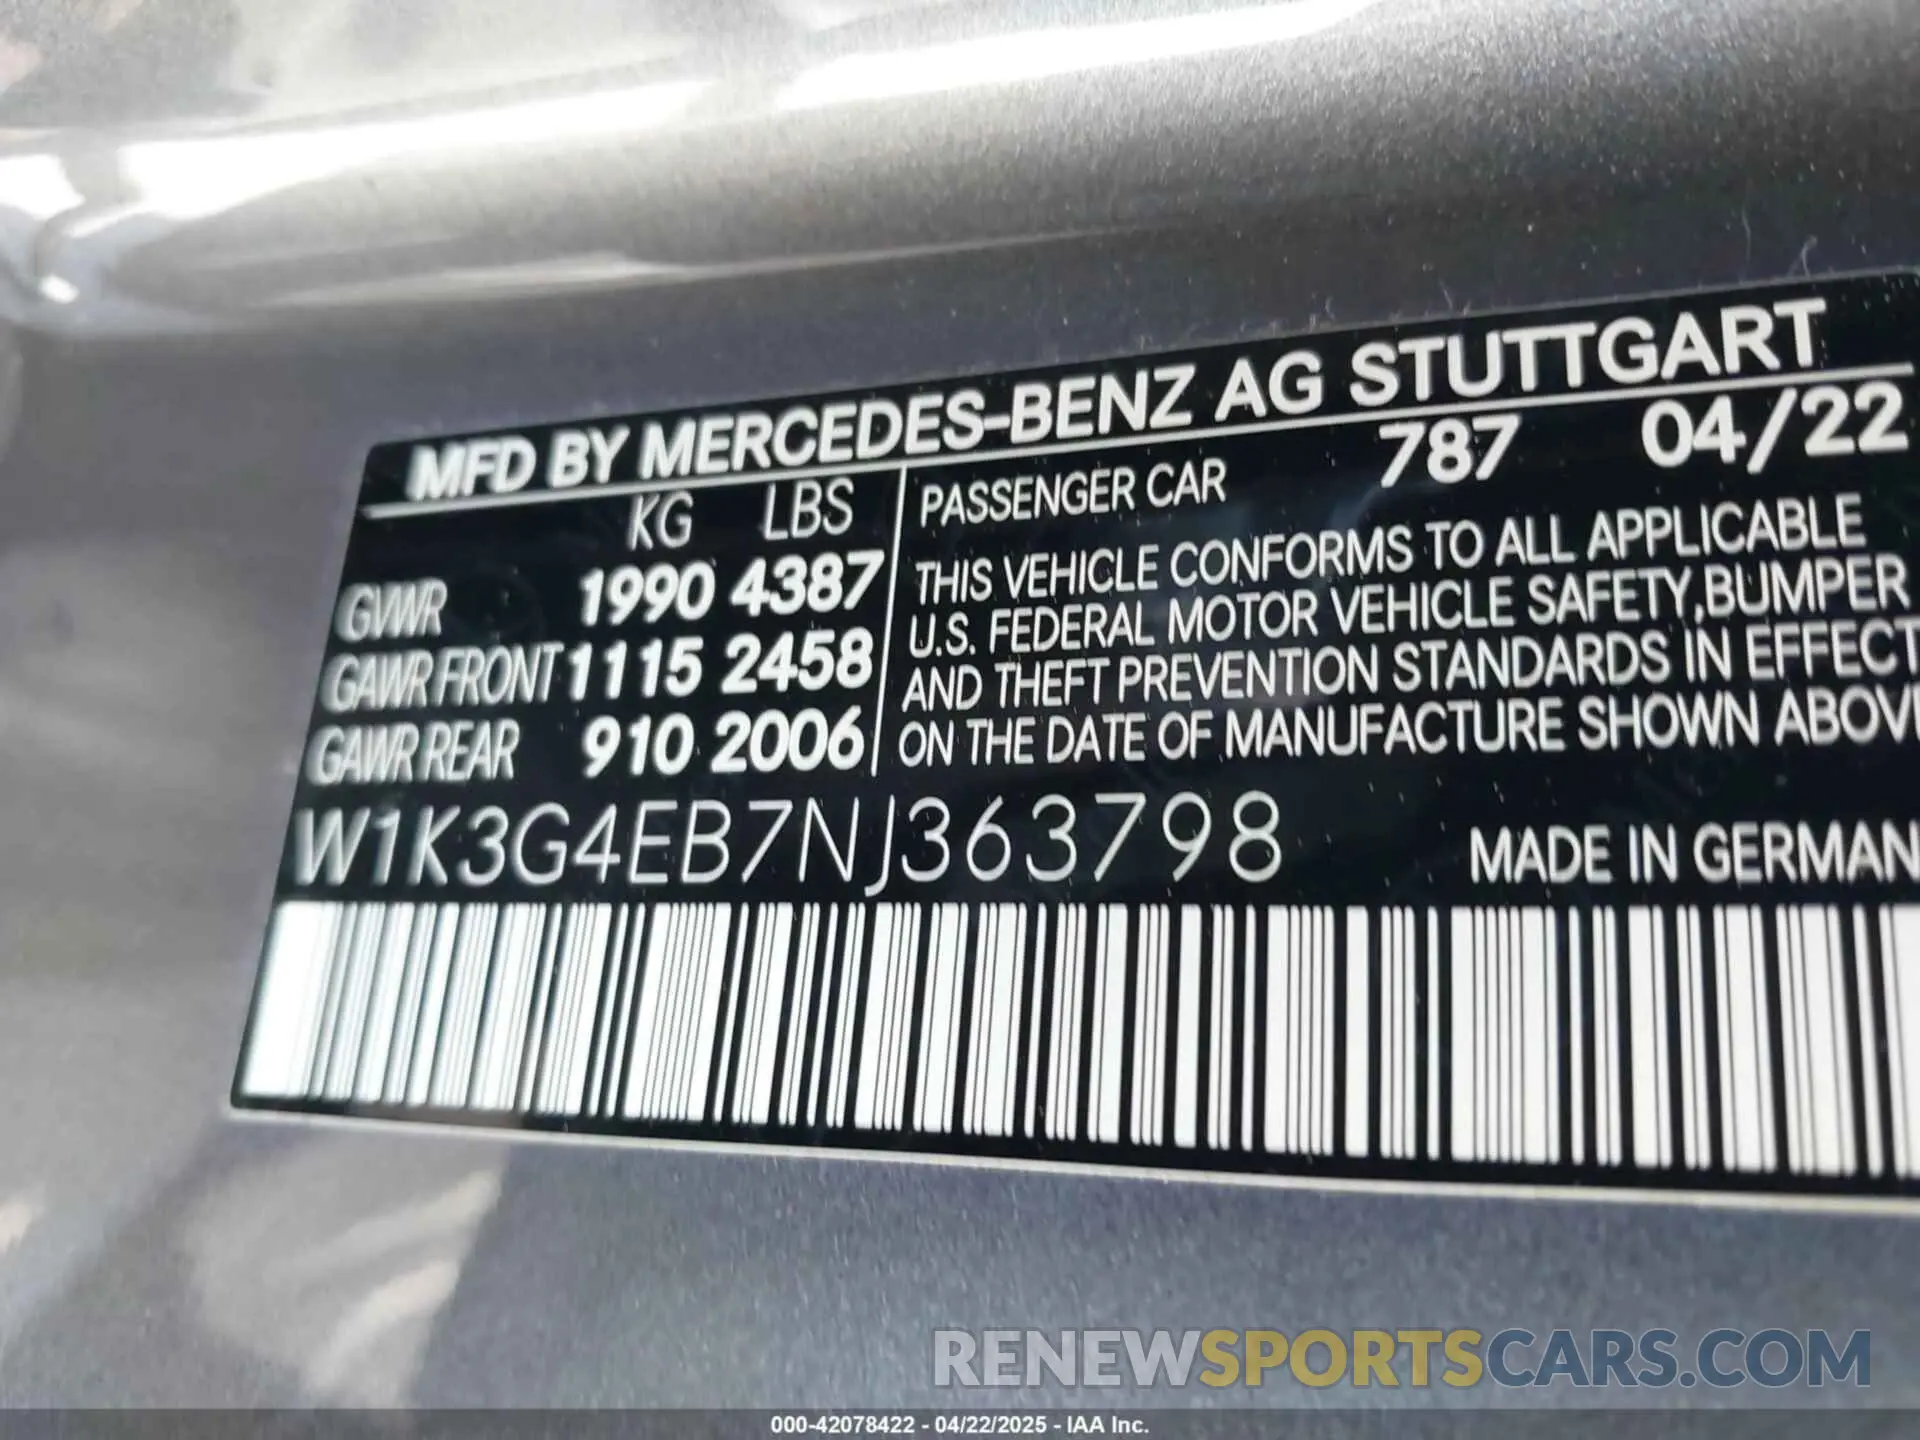 MFD BY MERCEDES-BENZ AG STUTTGART
KG LBS
GVWR 1990 4387
GAWR FRONT 1115 2458
GAWR REAR 910 2006
PASSENGER CAR 787 04/22
THIS VEHICLE CONFORMS TO ALL APPLICABLE
U.S. FEDERAL MOTOR VEHICLE SAFETY,BUMPER
AND THEFT PREVENTION STANDARDS IN EFFECT
ON THE DATE OF MANUFACTURE SHOWN ABOV
W1K3G4EB7NJ363798
MADE IN GERMAN
RENEWSPORTSCARS.COM
000-42078422 - 04/22/2025 - IAA Inc.